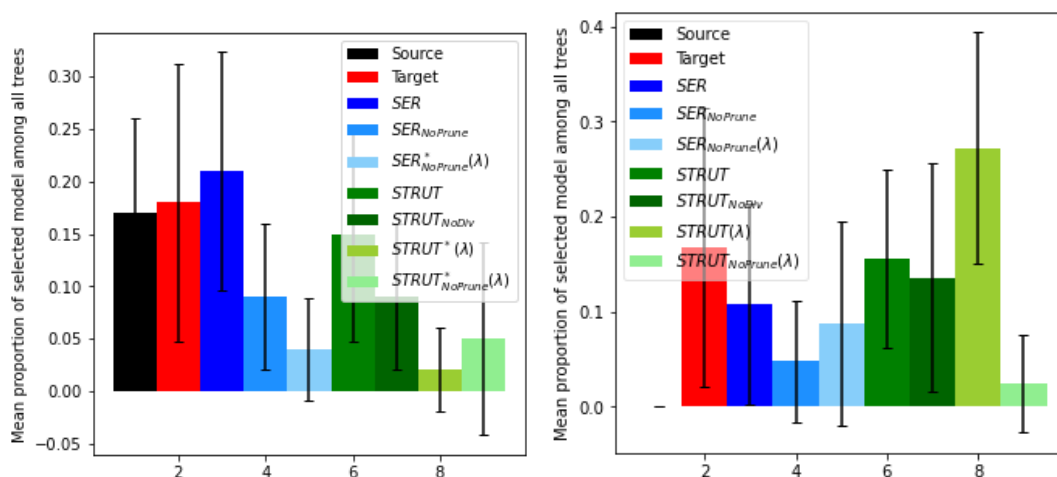 Mean proportion of selected model among all trees
0.30
0.25
0.20
0.15
0.10
0.05
0.00
−0.05
2
4
6
8
Source
Target
SER
SER_NoPrune
SER*_NoPrune(λ)
STRUT
STRUT_NoDiv
STRUT*(λ)
STRUT*_NoPrune(λ)
Mean proportion of selected model among all trees
0.4
0.3
0.2
0.1
0.0
2
4
6
8
Source
Target
SER
SER_NoPrune
SER_NoPrune(λ)
STRUT
STRUT_NoDiv
STRUT(λ)
STRUT_NoPrune(λ)